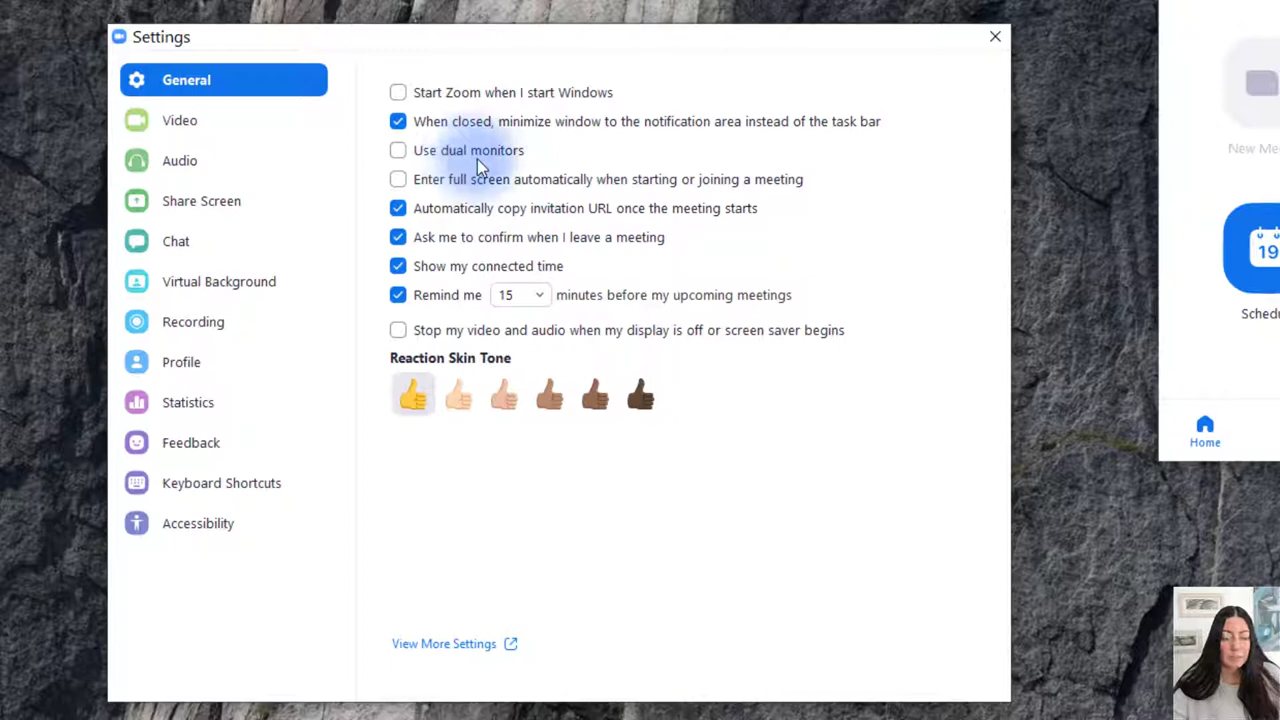 Settings
General
Video
Audio
Share Screen
Chat
Virtual Background
Recording
Profile
Statistics
Feedback
Keyboard Shortcuts
Accessibility
Start Zoom when I start Windows
When closed, minimize window to the notification area instead of the task bar
Use dual monitors
Enter full screen automatically when starting or joining a meeting
Automatically copy invitation URL once the meeting starts
Ask me to confirm when I leave a meeting
Show my connected time
Remind me 15 minutes before my upcoming meetings
Stop my video and audio when my display is off or screen saver begins
Reaction Skin Tone
View More Settings
New Mee
19
Schedu
Home